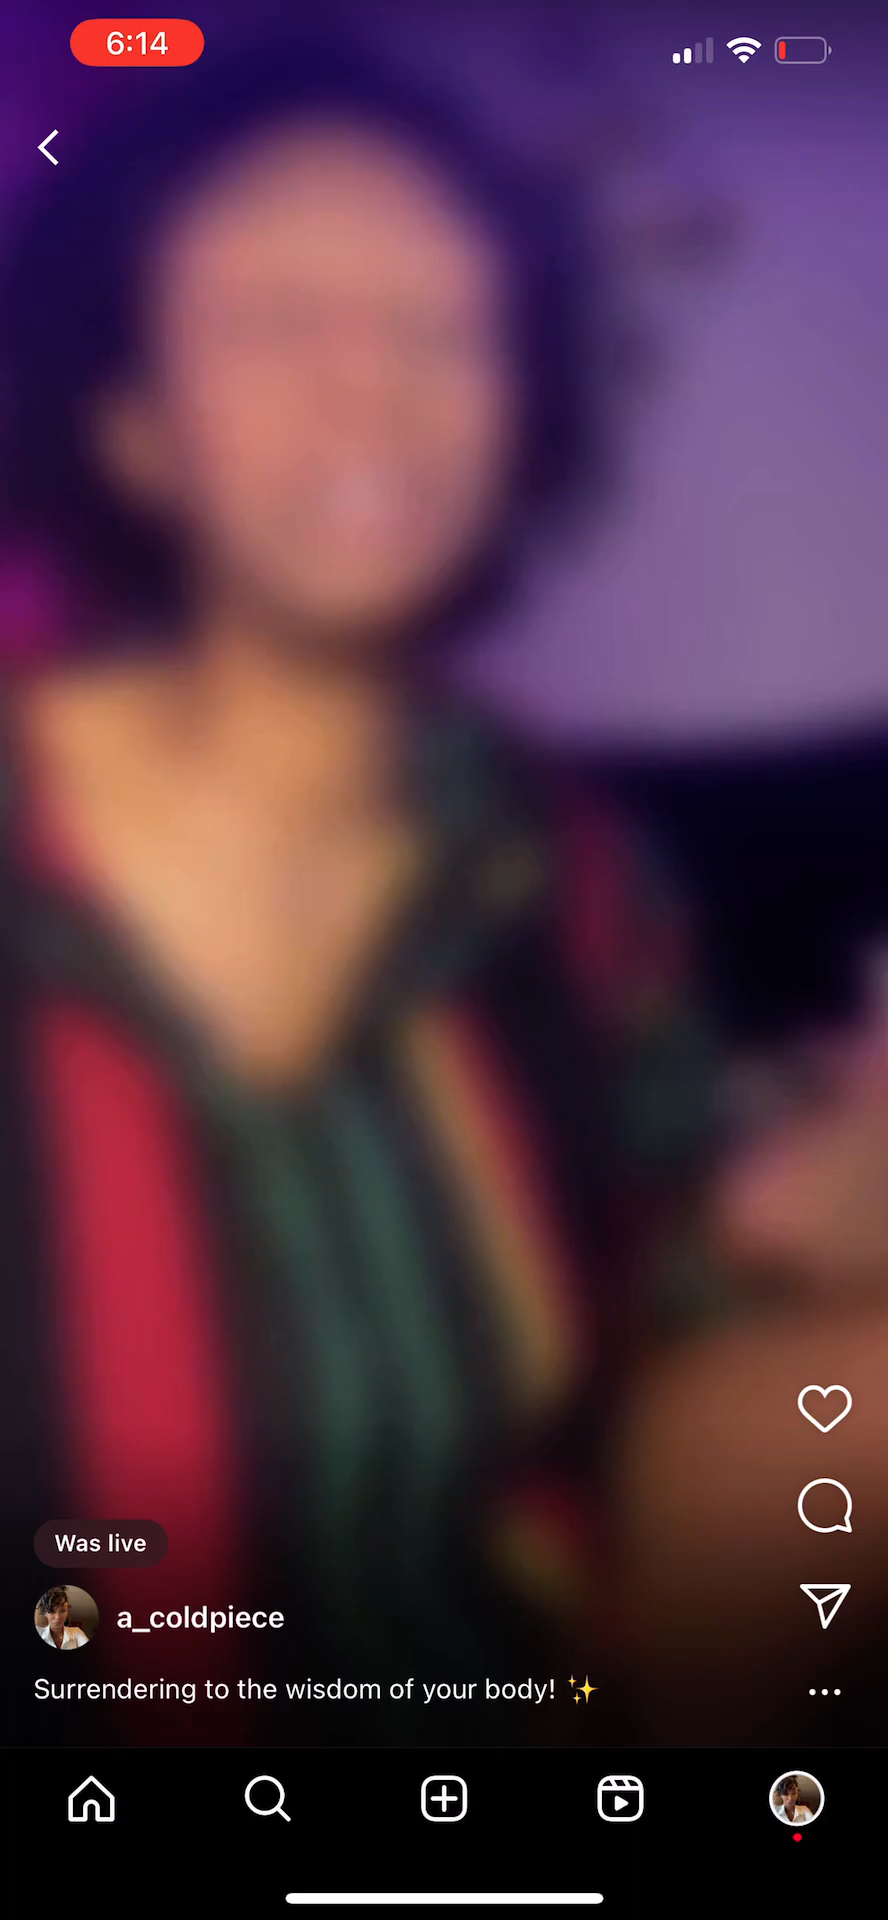 6:14
Was live
a_coldpiece
Surrendering to the wisdom of your body! ✨